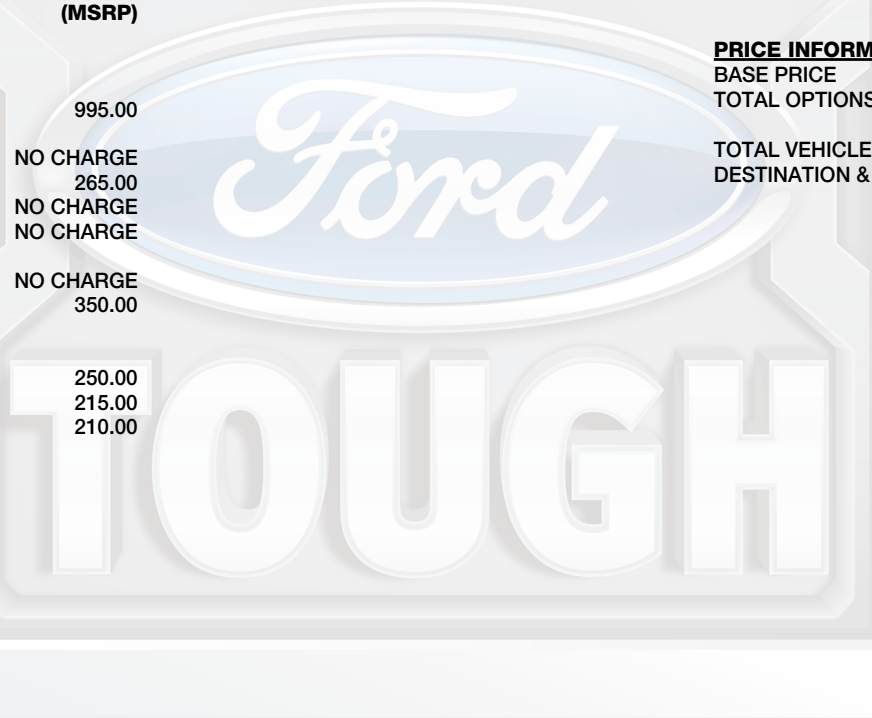 (MSRP)
995.00
NO CHARGE
265.00
NO CHARGE
NO CHARGE
NO CHARGE
350.00
250.00
215.00
210.00
PRICE INFORM
BASE PRICE
TOTAL OPTIONS
TOTAL VEHICLE
DESTINATION &
Ford
TOUGH